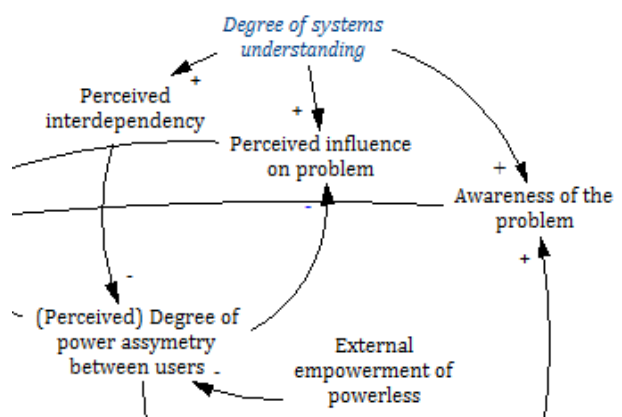 Degree of systems
understanding
+
Perceived
interdependency
+
Perceived influence
on problem
+
Awareness of the
problem
-
+
-
(Perceived) Degree of
power assymetry
between users -
External
empowerment of
powerless